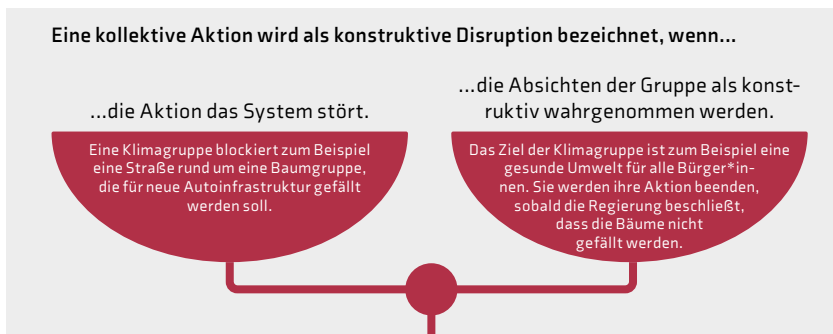 Eine kollektive Aktion wird als konstruktive Disruption bezeichnet, wenn...
...die Aktion das System stört.
Eine Klimagruppe blockiert zum Beispiel
eine Straße rund um eine Baumgruppe,
die für neue Autoinfrastruktur gefällt
werden soll.
...die Absichten der Gruppe als konst-
ruktiv wahrgenommen werden.
Das Ziel der Klimagruppe ist zum Beispiel eine
gesunde Umwelt für alle Bürger*in-
nen. Sie werden ihre Aktion beenden,
sobald die Regierung beschließt,
dass die Bäume nicht
gefällt werden.